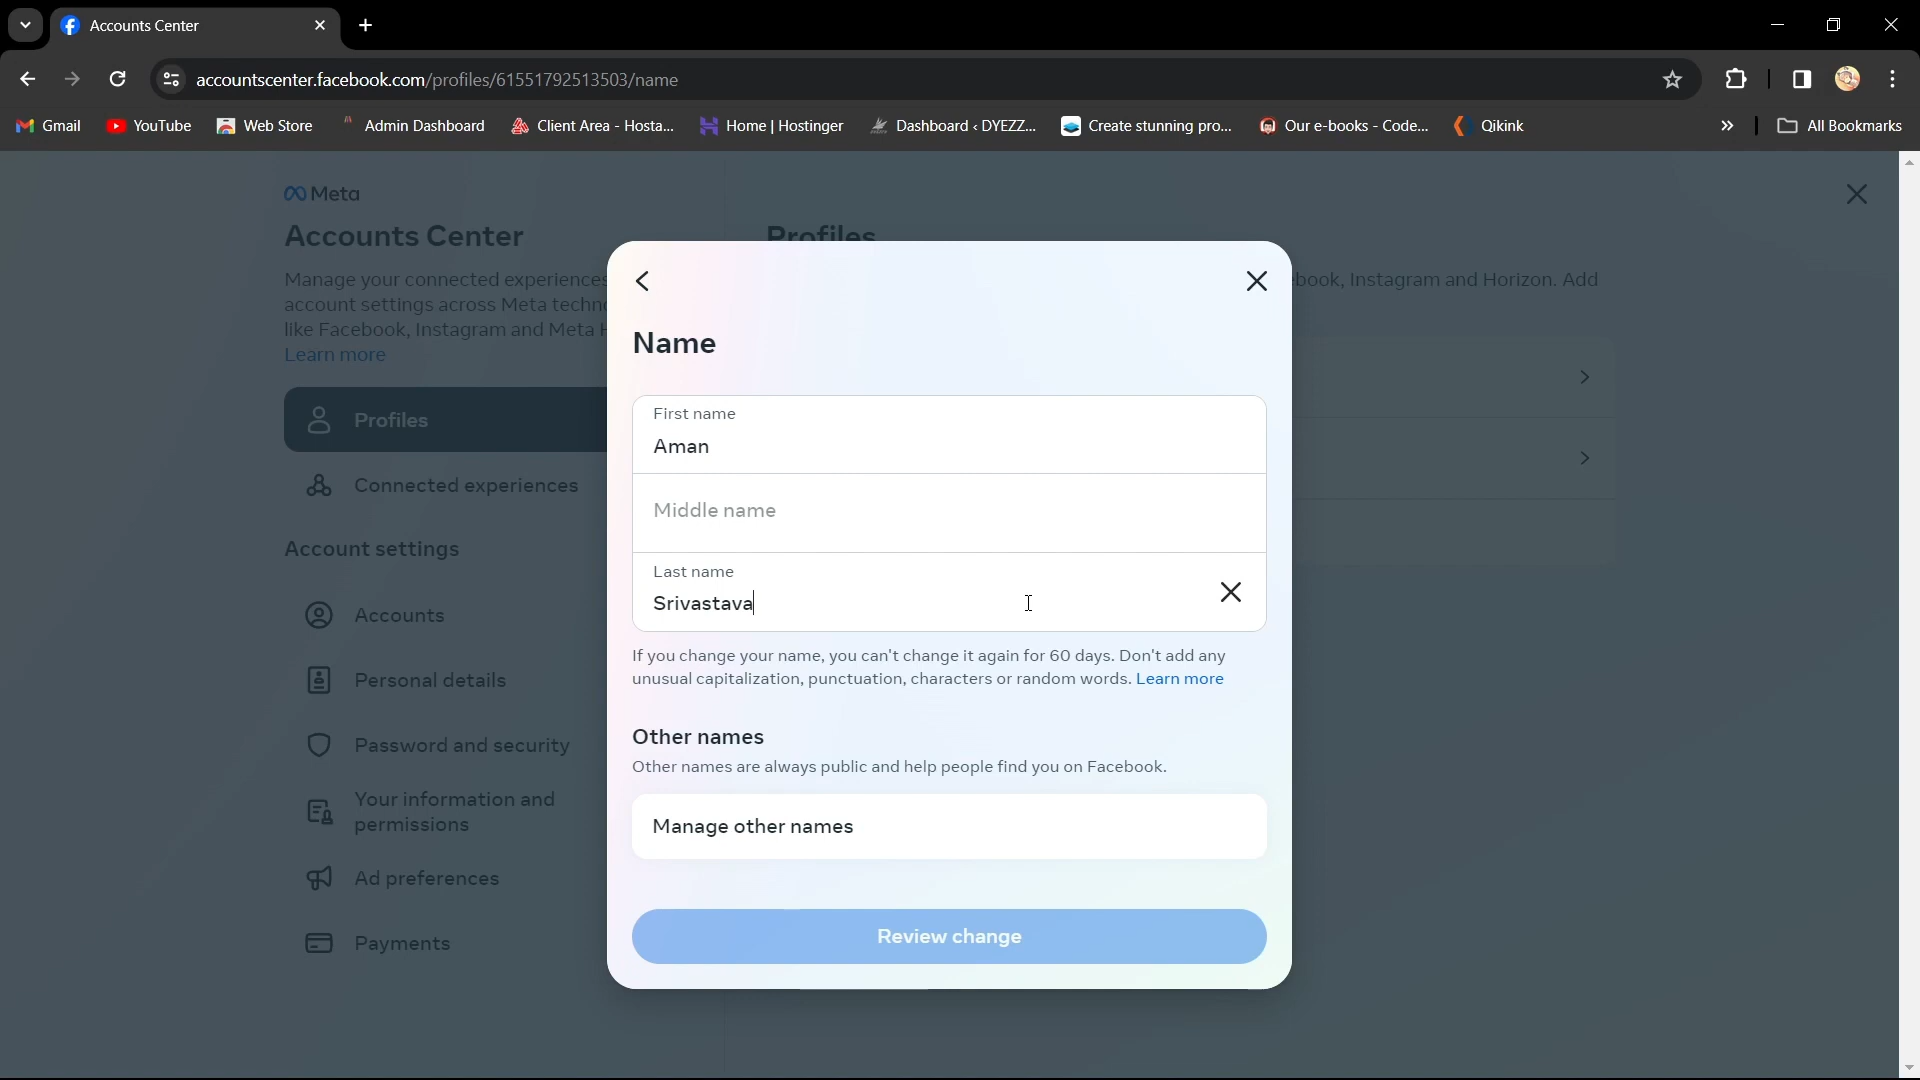 Accounts Center
accountscenter.facebook.com/profiles/61551792513503/name
Gmail YouTube Web Store Admin Dashboard Client Area - Hosta... Home | Hostinger Dashboard ‹ DYEZZ... Create stunning pro... Our e-books - Code... Qikink » All Bookmarks
Meta
Accounts Center
Manage your connected experiences
account settings across Meta techno
like Facebook, Instagram and Meta H
Learn more
Profiles
Connected experiences
Account settings
Accounts
Personal details
Password and security
Your information and
permissions
Ad preferences
Payments
Profiles
ebook, Instagram and Horizon. Add
Name
First name
Aman
Middle name
Last name
Srivastava
If you change your name, you can't change it again for 60 days. Don't add any
unusual capitalization, punctuation, characters or random words. Learn more
Other names
Other names are always public and help people find you on Facebook.
Manage other names
Review change